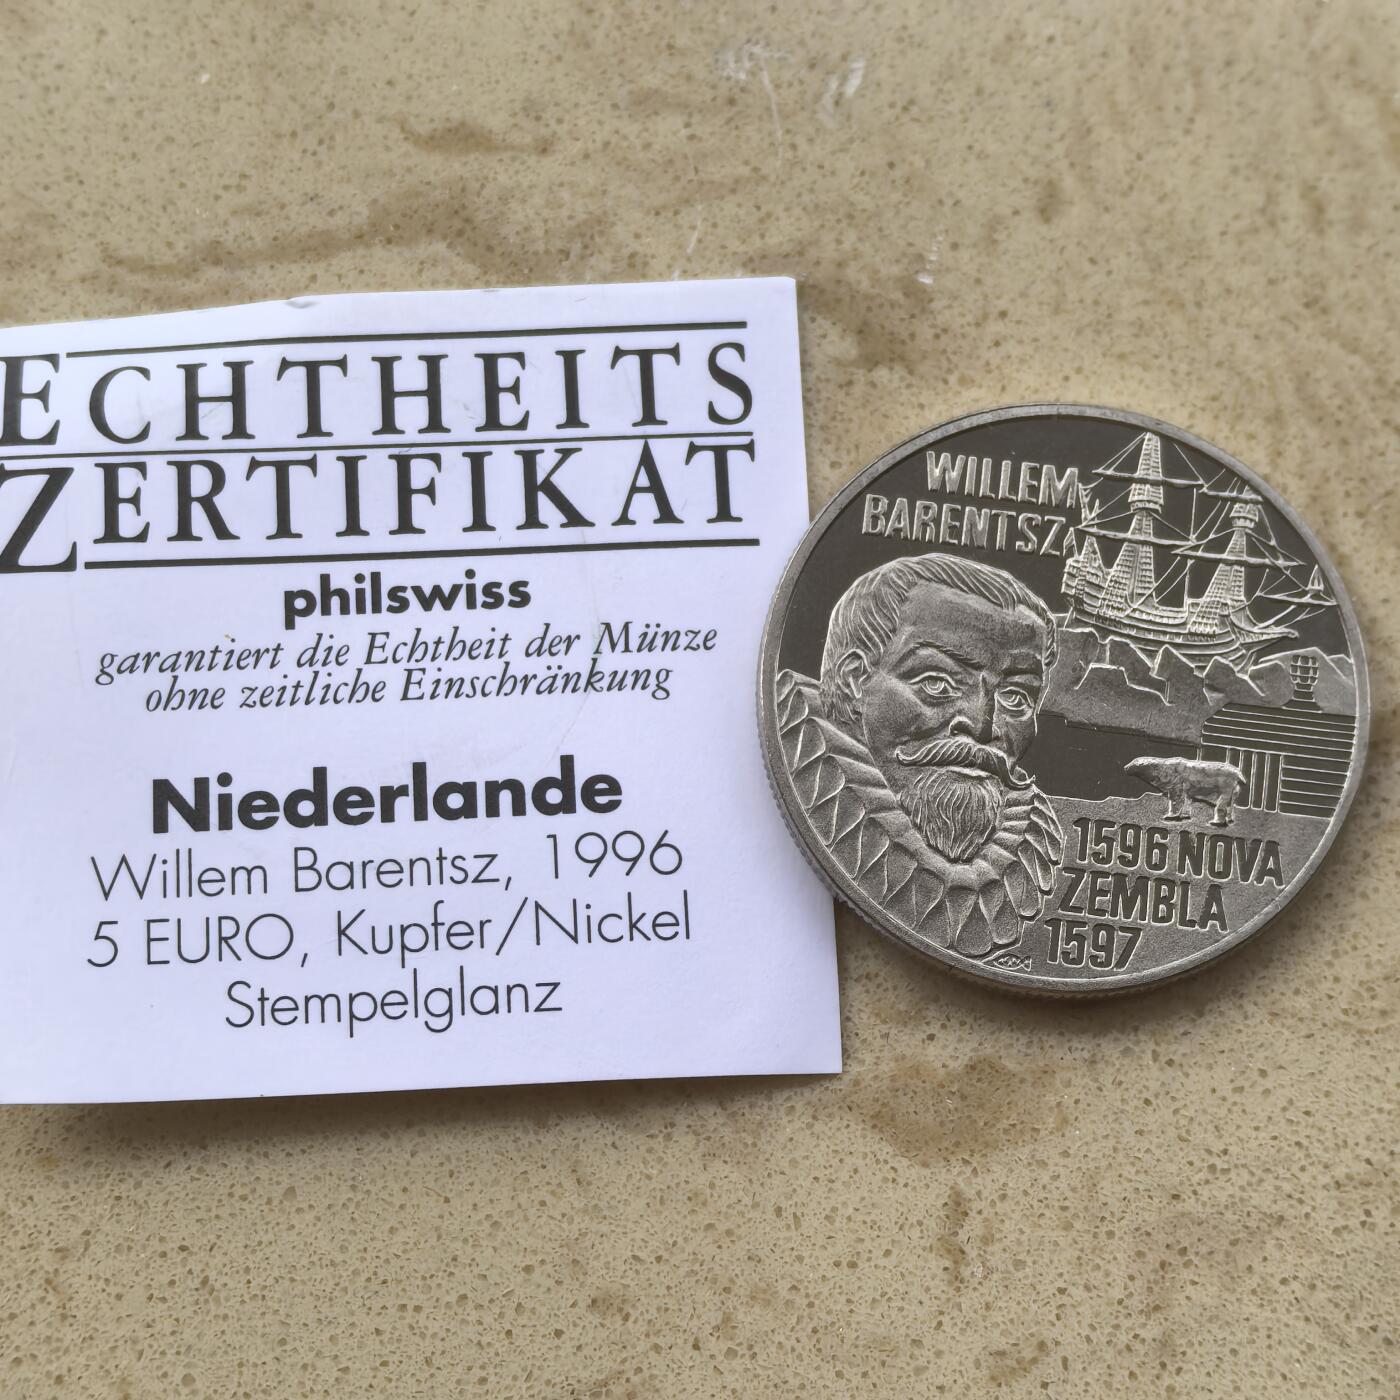 ECHTHEITS
ZERTIFIKAT
philswiss
garantiert die Echtheit der Münze
ohne zeitliche Einschränkung
Niederlande
Willem Barentsz, 1996
5 EURO, Kupfer/Nickel
Stempelglanz
WILLEM
BARENTSZ
1596 NOVA
ZEMBLA
1597